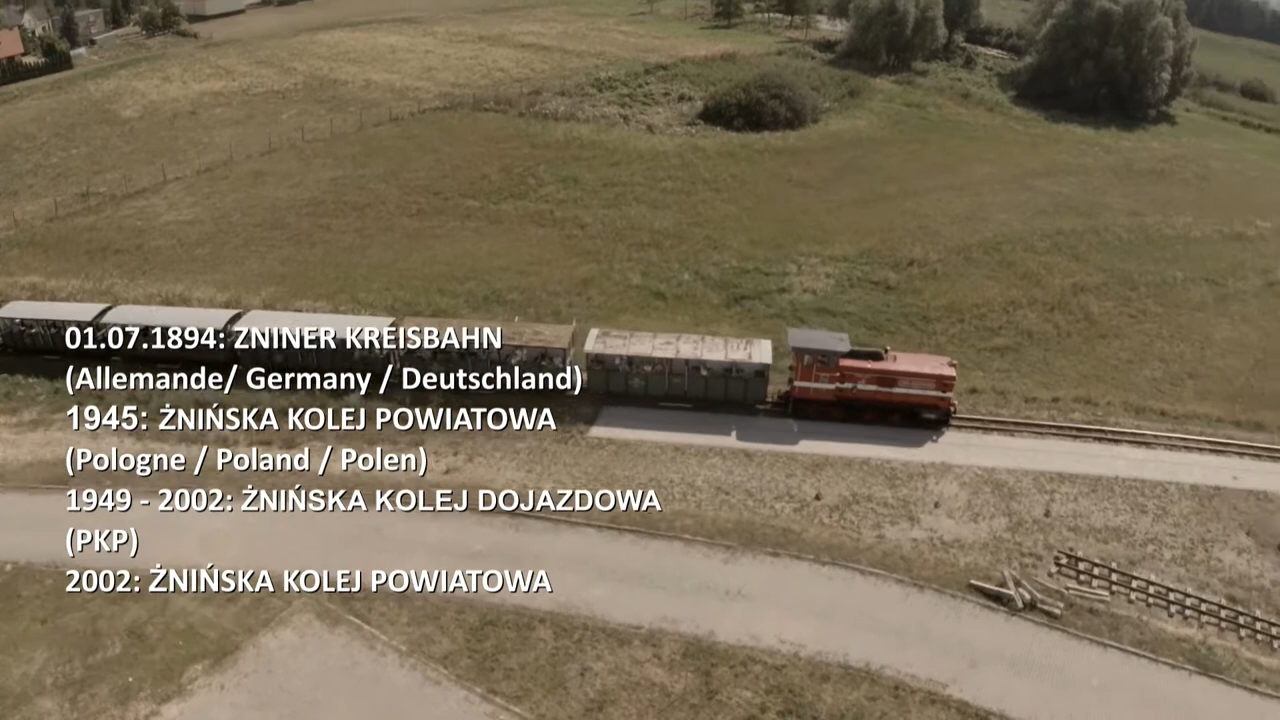 01.07.1894: ZNINER KREISBAHN
(Allemande/ Germany / Deutschland)
1945: ŻNIŃSKA KOLEJ POWIATOWA
(Pologne / Poland / Polen)
1949 - 2002: ŻNIŃSKA KOLEJ DOJAZDOWA
(PKP)
2002: ŻNIŃSKA KOLEJ POWIATOWA